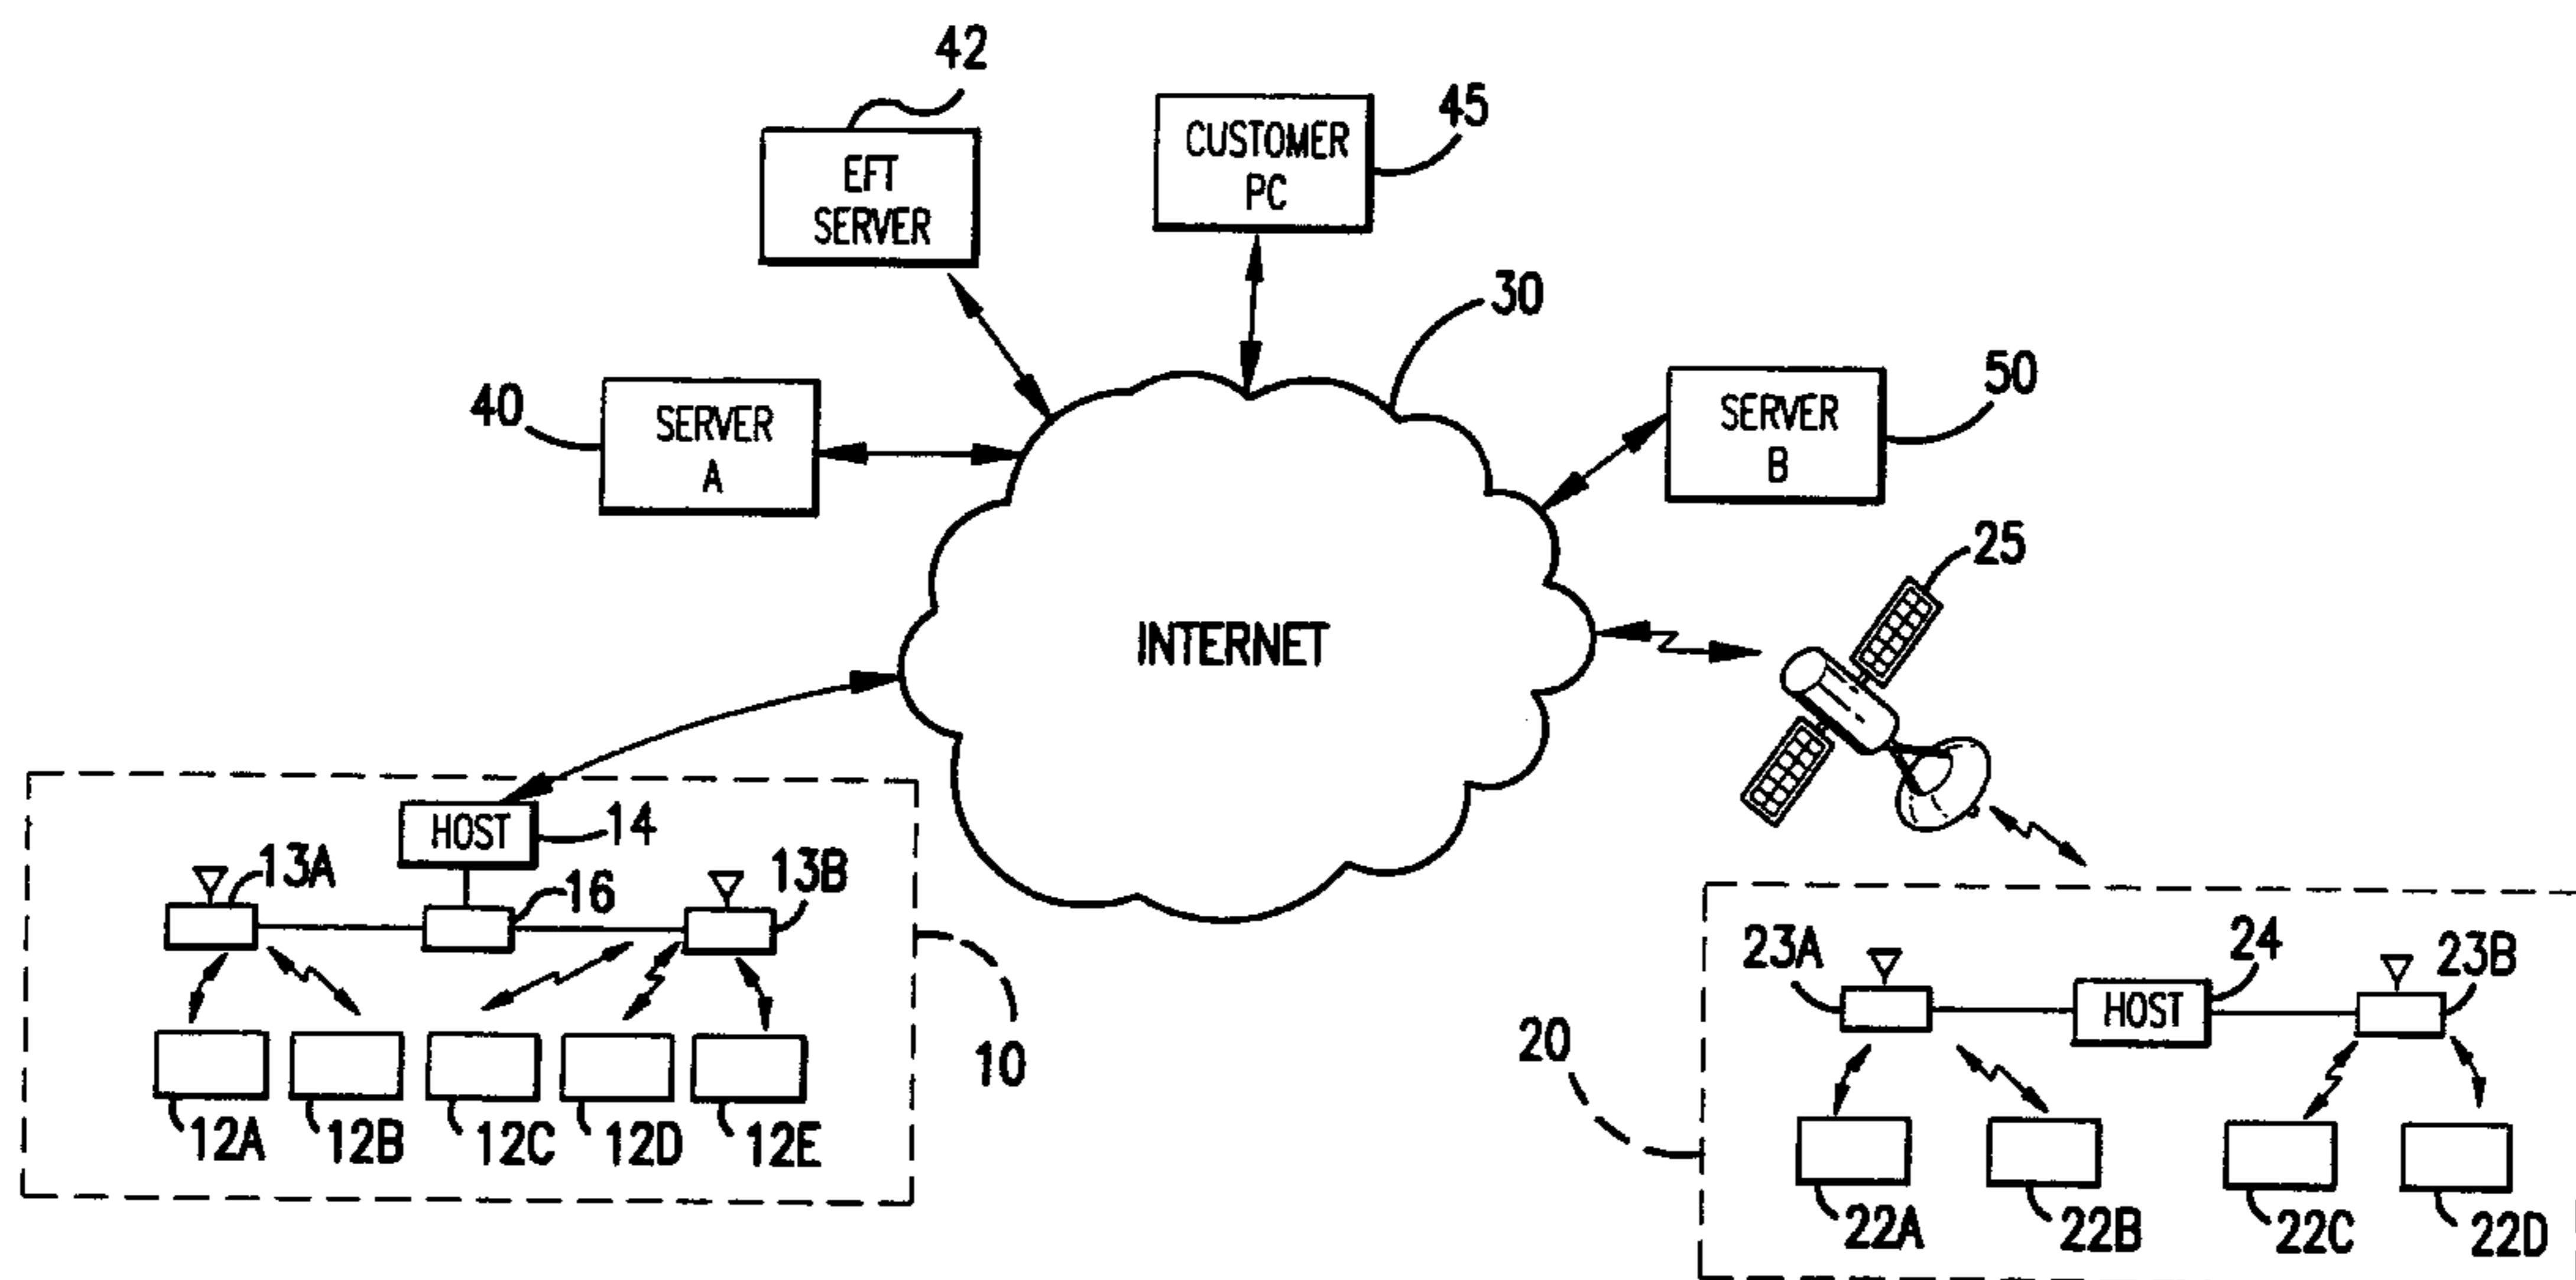 42
EFT
SERVER
CUSTOMER
PC
45
30
40
SERVER
A
SERVER
B
50
25
INTERNET
HOST
14
13A
16
13B
10
12A
12B
12C
12D
12E
23A
HOST
24
23B
20
22A
22B
22C
22D